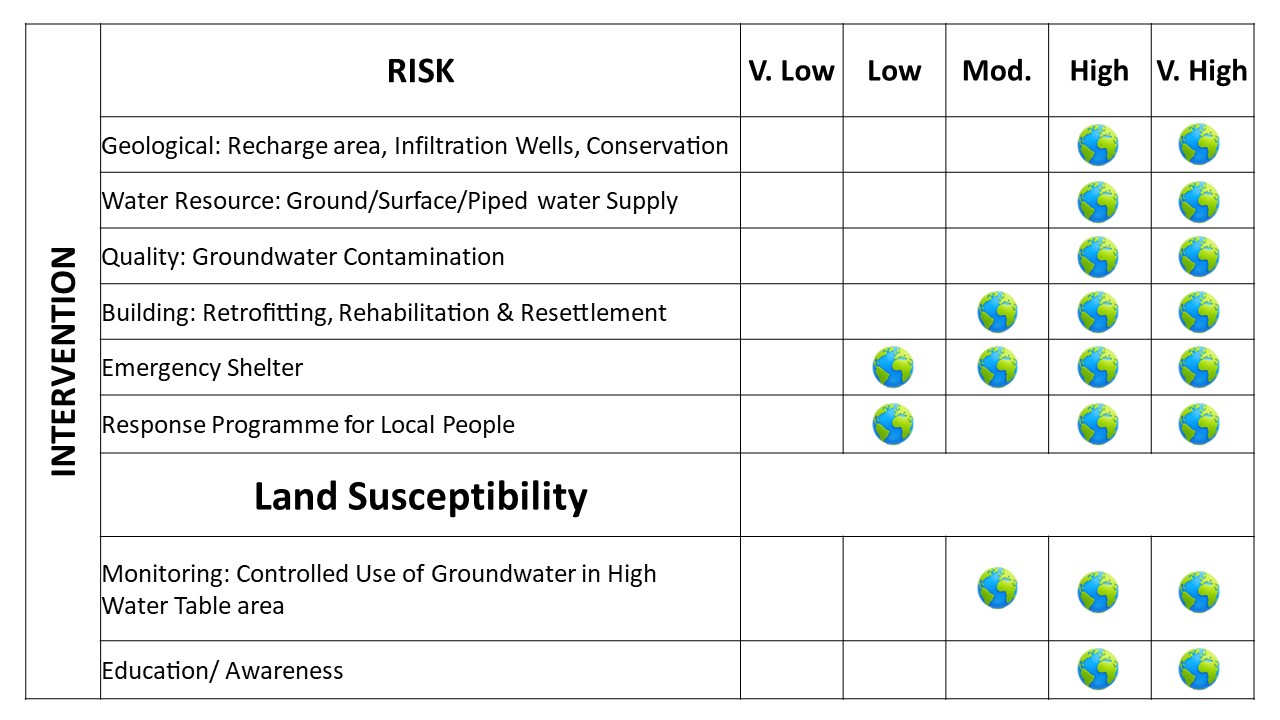 RISK V. Low Low Mod. High V. High
Geological: Recharge area, Infiltration Wells, Conservation
Water Resource: Ground/Surface/Piped water Supply
Quality: Groundwater Contamination
Building: Retrofitting, Rehabilitation & Resettlement
Emergency Shelter
Response Programme for Local People
INTERVENTION
Land Susceptibility
Monitoring: Controlled Use of Groundwater in High
Water Table area
Education/ Awareness